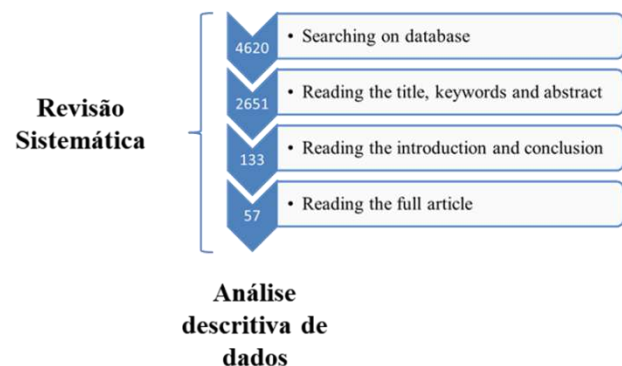 Revisão
Sistemática
4620
• Searching on database
2651
• Reading the title, keywords and abstract
133
• Reading the introduction and conclusion
57
• Reading the full article
Análise
descritiva de
dados